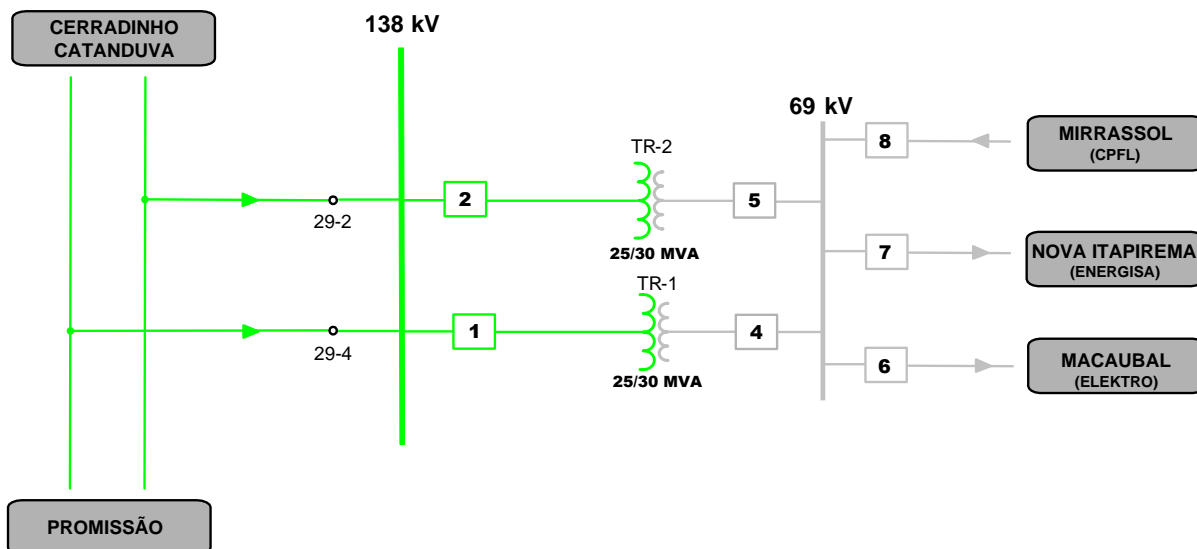 CERRADINHO
CATANDUVA
138 kV
69 kV
8
MIRRASSOL
(CPFL)
TR-2
2
5
29-2
25/30 MVA
7
NOVA ITAPIREMA
(ENERGISA)
TR-1
1
4
29-4
25/30 MVA
6
MACAUBAL
(ELEKTRO)
PROMISSÃO